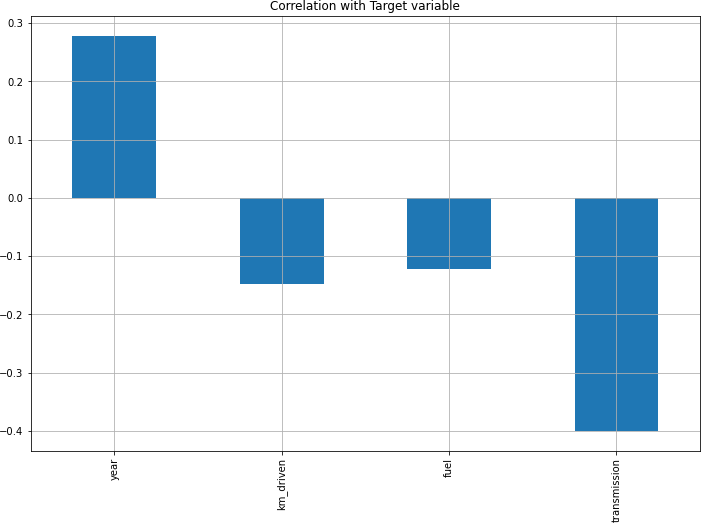 Correlation with Target variable
0.3
0.2
0.1
0.0
−0.1
−0.2
−0.3
−0.4
year
km_driven
fuel
transmission